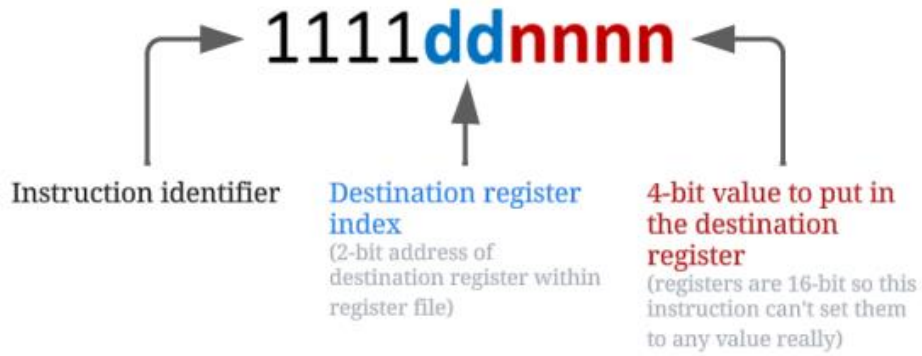 1111ddnnnn
Instruction identifier
Destination register
index
(2-bit address of
destination register within
register file)
4-bit value to put in
the destination
register
(registers are 16-bit so this
instruction can't set them
to any value really)